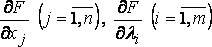 ∂F/∂x_j (j = \overline{1,n}), ∂F/∂λ_i (i = \overline{1,m})